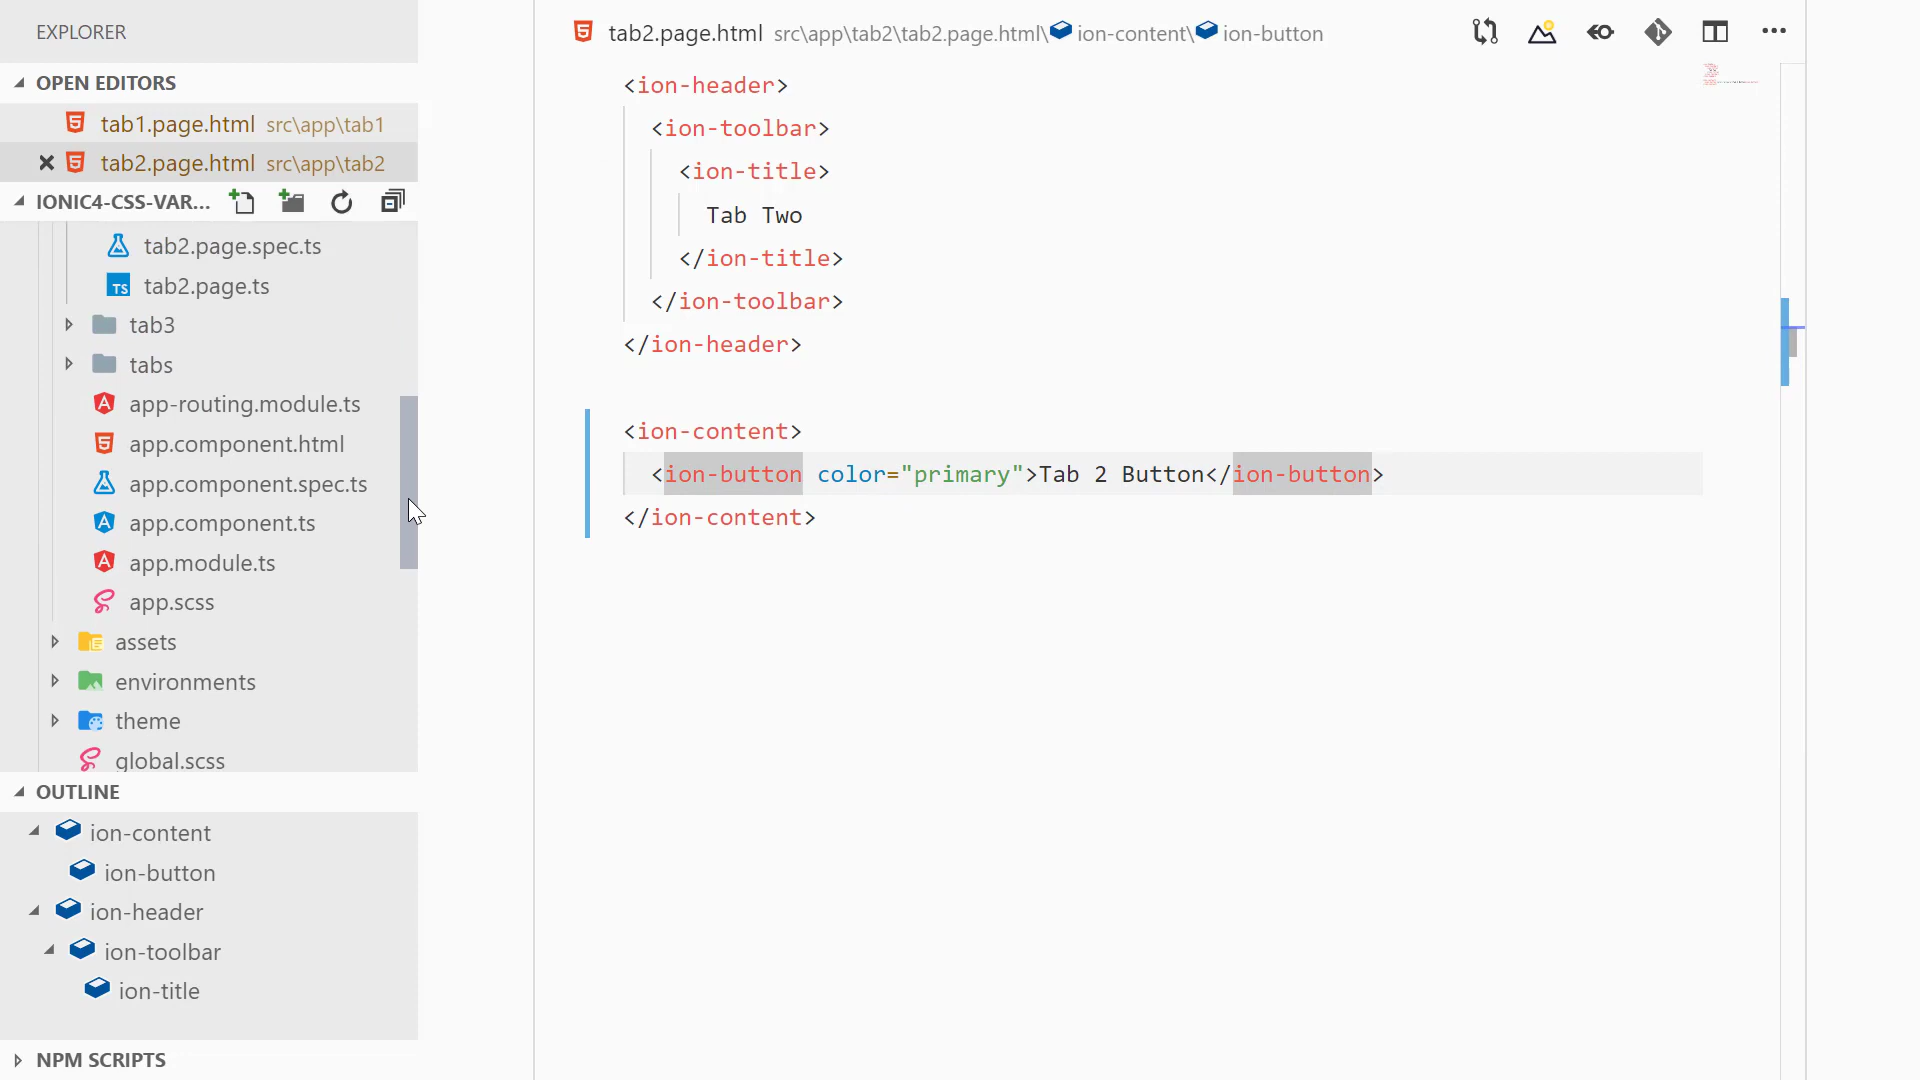 EXPLORER
OPEN EDITORS
tab1.page.html src\app\tab1
tab2.page.html src\app\tab2
IONIC4-CSS-VAR...
tab2.page.spec.ts
tab2.page.ts
tab3
tabs
app-routing.module.ts
app.component.html
app.component.spec.ts
app.component.ts
app.module.ts
app.scss
assets
environments
theme
global.scss
OUTLINE
ion-content
ion-button
ion-header
ion-toolbar
ion-title
NPM SCRIPTS
tab2.page.html src\app\tab2\tab2.page.html\ion-content\ion-button
<ion-header>
<ion-toolbar>
<ion-title>
Tab Two
</ion-title>
</ion-toolbar>
</ion-header>
<ion-content>
<ion-button color="primary">Tab 2 Button</ion-button>
</ion-content>